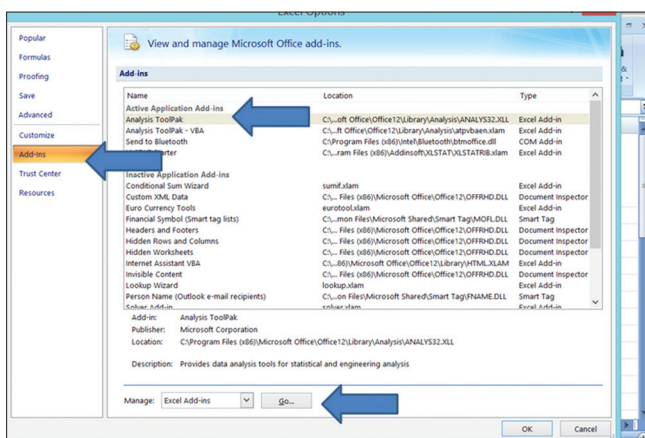 Excel Options
Popular
Formulas
Proofing
Save
Advanced
Customize
Add-Ins
Trust Center
Resources
View and manage Microsoft Office add-ins.
Add-ins
Name Location Type
Active Application Add-ins
Analysis ToolPak C:\...oft Office\Office12\Library\Analysis\ANALYS32.XLL Excel Add-in
Analysis ToolPak - VBA C:\...ft Office\Office12\Library\Analysis\atpvbaen.xlam Excel Add-in
Send to Bluetooth C:\Program Files (x86)\Intel\Bluetooth\btmoffice.dll COM Add-in
arter C:\...ram Files (x86)\Addinsoft\XLSTAT\XLSTATRIB.xlam Excel Add-in
Inactive Application Add-ins
Conditional Sum Wizard sumif.xlam Excel Add-in
Custom XML Data C:\... Files (x86)\Microsoft Office\Office12\OFFRHD.DLL Document Inspector
Euro Currency Tools eurotool.xlam Excel Add-in
Financial Symbol (Smart tag lists) C:\...mon Files\Microsoft Shared\Smart Tag\MOFL.DLL Smart Tag
Headers and Footers C:\... Files (x86)\Microsoft Office\Office12\OFFRHD.DLL Document Inspector
Hidden Rows and Columns C:\... Files (x86)\Microsoft Office\Office12\OFFRHD.DLL Document Inspector
Hidden Worksheets C:\... Files (x86)\Microsoft Office\Office12\OFFRHD.DLL Document Inspector
Internet Assistant VBA C:\...86)\Microsoft Office\Office12\Library\HTML.XLAM Excel Add-in
Invisible Content C:\... Files (x86)\Microsoft Office\Office12\OFFRHD.DLL Document Inspector
Lookup Wizard lookup.xlam Excel Add-in
Person Name (Outlook e-mail recipients) C:\...on Files\Microsoft Shared\Smart Tag\FNAME.DLL Smart Tag
Solver Add-in solver.xlam Excel Add-in
Add-in: Analysis ToolPak
Publisher: Microsoft Corporation
Location: C:\Program Files (x86)\Microsoft Office\Office12\Library\Analysis\ANALYS32.XLL
Description: Provides data analysis tools for statistical and engineering analysis
Manage: Excel Add-ins Go...
OK Cancel